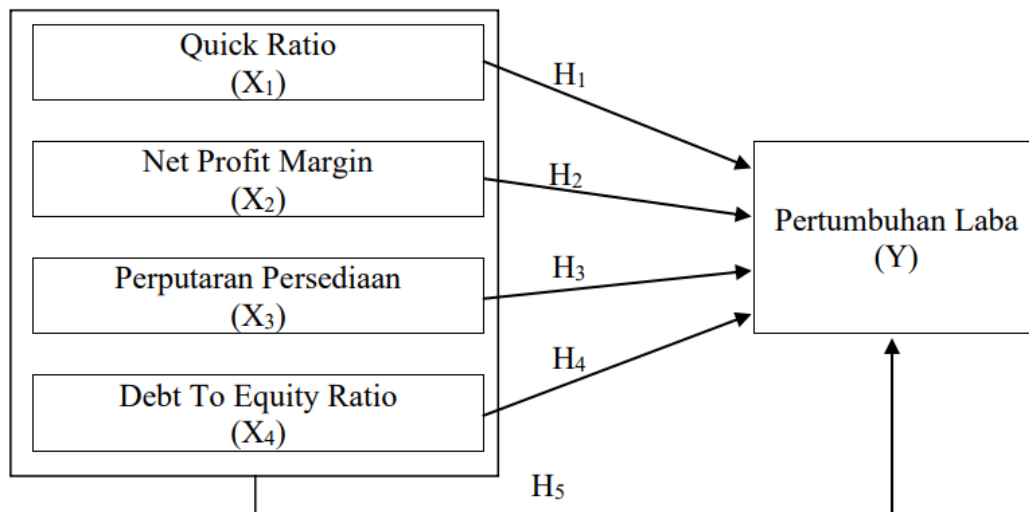 Quick Ratio
(X₁)
H₁
Net Profit Margin
(X₂)
H₂
Pertumbuhan Laba
(Y)
Perputaran Persediaan
(X₃)
H₃
Debt To Equity Ratio
(X₄)
H₄
H₅